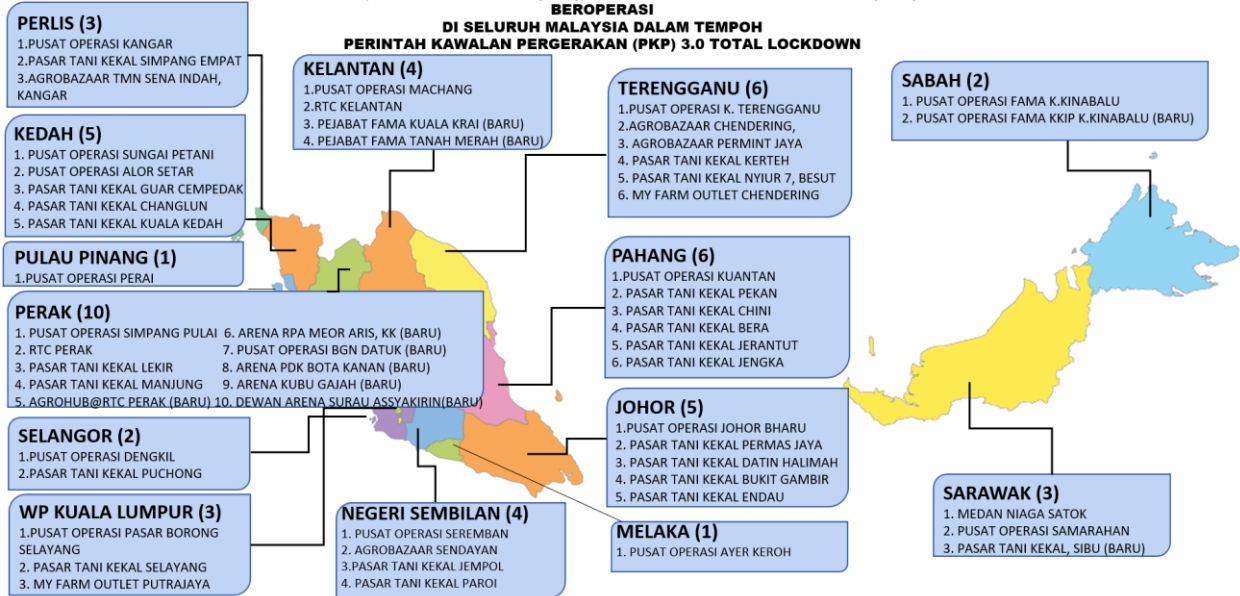 BEROPERASI
DI SELURUH MALAYSIA DALAM TEMPOH
PERINTAH KAWALAN PERGERAKAN (PKP) 3.0 TOTAL LOCKDOWN
PERLIS (3)
1.PUSAT OPERASI KANGAR
2.PASAR TANI KEKAL SIMPANG EMPAT
3.AGROBAZAAR TMN SENA INDAH,
KANGAR
KELANTAN (4)
1.PUSAT OPERASI MACHANG
2.RTC KELANTAN
3. PEJABAT FAMA KUALA KRAI (BARU)
4. PEJABAT FAMA TANAH MERAH (BARU)
TERENGGANU (6)
1.PUSAT OPERASI K. TERENGGANU
2.AGROBAZAAR CHENDERING,
3. AGROBAZAAR PERMINT JAYA
4. PASAR TANI KEKAL KERTEH
5. PASAR TANI KEKAL NYIUR 7, BESUT
6. MY FARM OUTLET CHENDERING
SABAH (2)
1. PUSAT OPERASI FAMA K.KINABALU
2. PUSAT OPERASI FAMA KKIP K.KINABALU (BARU)
KEDAH (5)
1. PUSAT OPERASI SUNGAI PETANI
2. PUSAT OPERASI ALOR SETAR
3. PASAR TANI KEKAL GUAR CEMPEDAK
4. PASAR TANI KEKAL CHANGLUN
5. PASAR TANI KEKAL KUALA KEDAH
PULAU PINANG (1)
1.PUSAT OPERASI PERAI
PAHANG (6)
1.PUSAT OPERASI KUANTAN
2. PASAR TANI KEKAL PEKAN
3. PASAR TANI KEKAL CHINI
4. PASAR TANI KEKAL BERA
5. PASAR TANI KEKAL JERANTUT
6. PASAR TANI KEKAL JENGKA
PERAK (10)
1. PUSAT OPERASI SIMPANG PULAI 6. ARENA RPA MEOR ARIS, KK (BARU)
2. RTC PERAK 7. PUSAT OPERASI BGN DATUK (BARU)
3. PASAR TANI KEKAL LEKIR 8. ARENA PDK BOTA KANAN (BARU)
4. PASAR TANI KEKAL MANJUNG 9. ARENA KUBU GAJAH (BARU)
5. AGROHUB@RTC PERAK (BARU) 10. DEWAN ARENA SURAU ASSYAKIRIN(BARU)
JOHOR (5)
1.PUSAT OPERASI JOHOR BHARU
2. PASAR TANI KEKAL PERMAS JAYA
3. PASAR TANI KEKAL DATIN HALIMAH
4. PASAR TANI KEKAL BUKIT GAMBIR
5. PASAR TANI KEKAL ENDAU
SELANGOR (2)
1.PUSAT OPERASI DENGKIL
2.PASAR TANI KEKAL PUCHONG
WP KUALA LUMPUR (3)
1.PUSAT OPERASI PASAR BORONG
SELAYANG
2. PASAR TANI KEKAL SELAYANG
3. MY FARM OUTLET PUTRAJAYA
NEGERI SEMBILAN (4)
1. PUSAT OPERASI SEREMBAN
2. AGROBAZAAR SENDAYAN
3.PASAR TANI KEKAL JEMPOL
4. PASAR TANI KEKAL PAROI
MELAKA (1)
1. PUSAT OPERASI AYER KEROH
SARAWAK (3)
1. MEDAN NIAGA SATOK
2. PUSAT OPERASI SAMARAHAN
3. PASAR TANI KEKAL, SIBU (BARU)